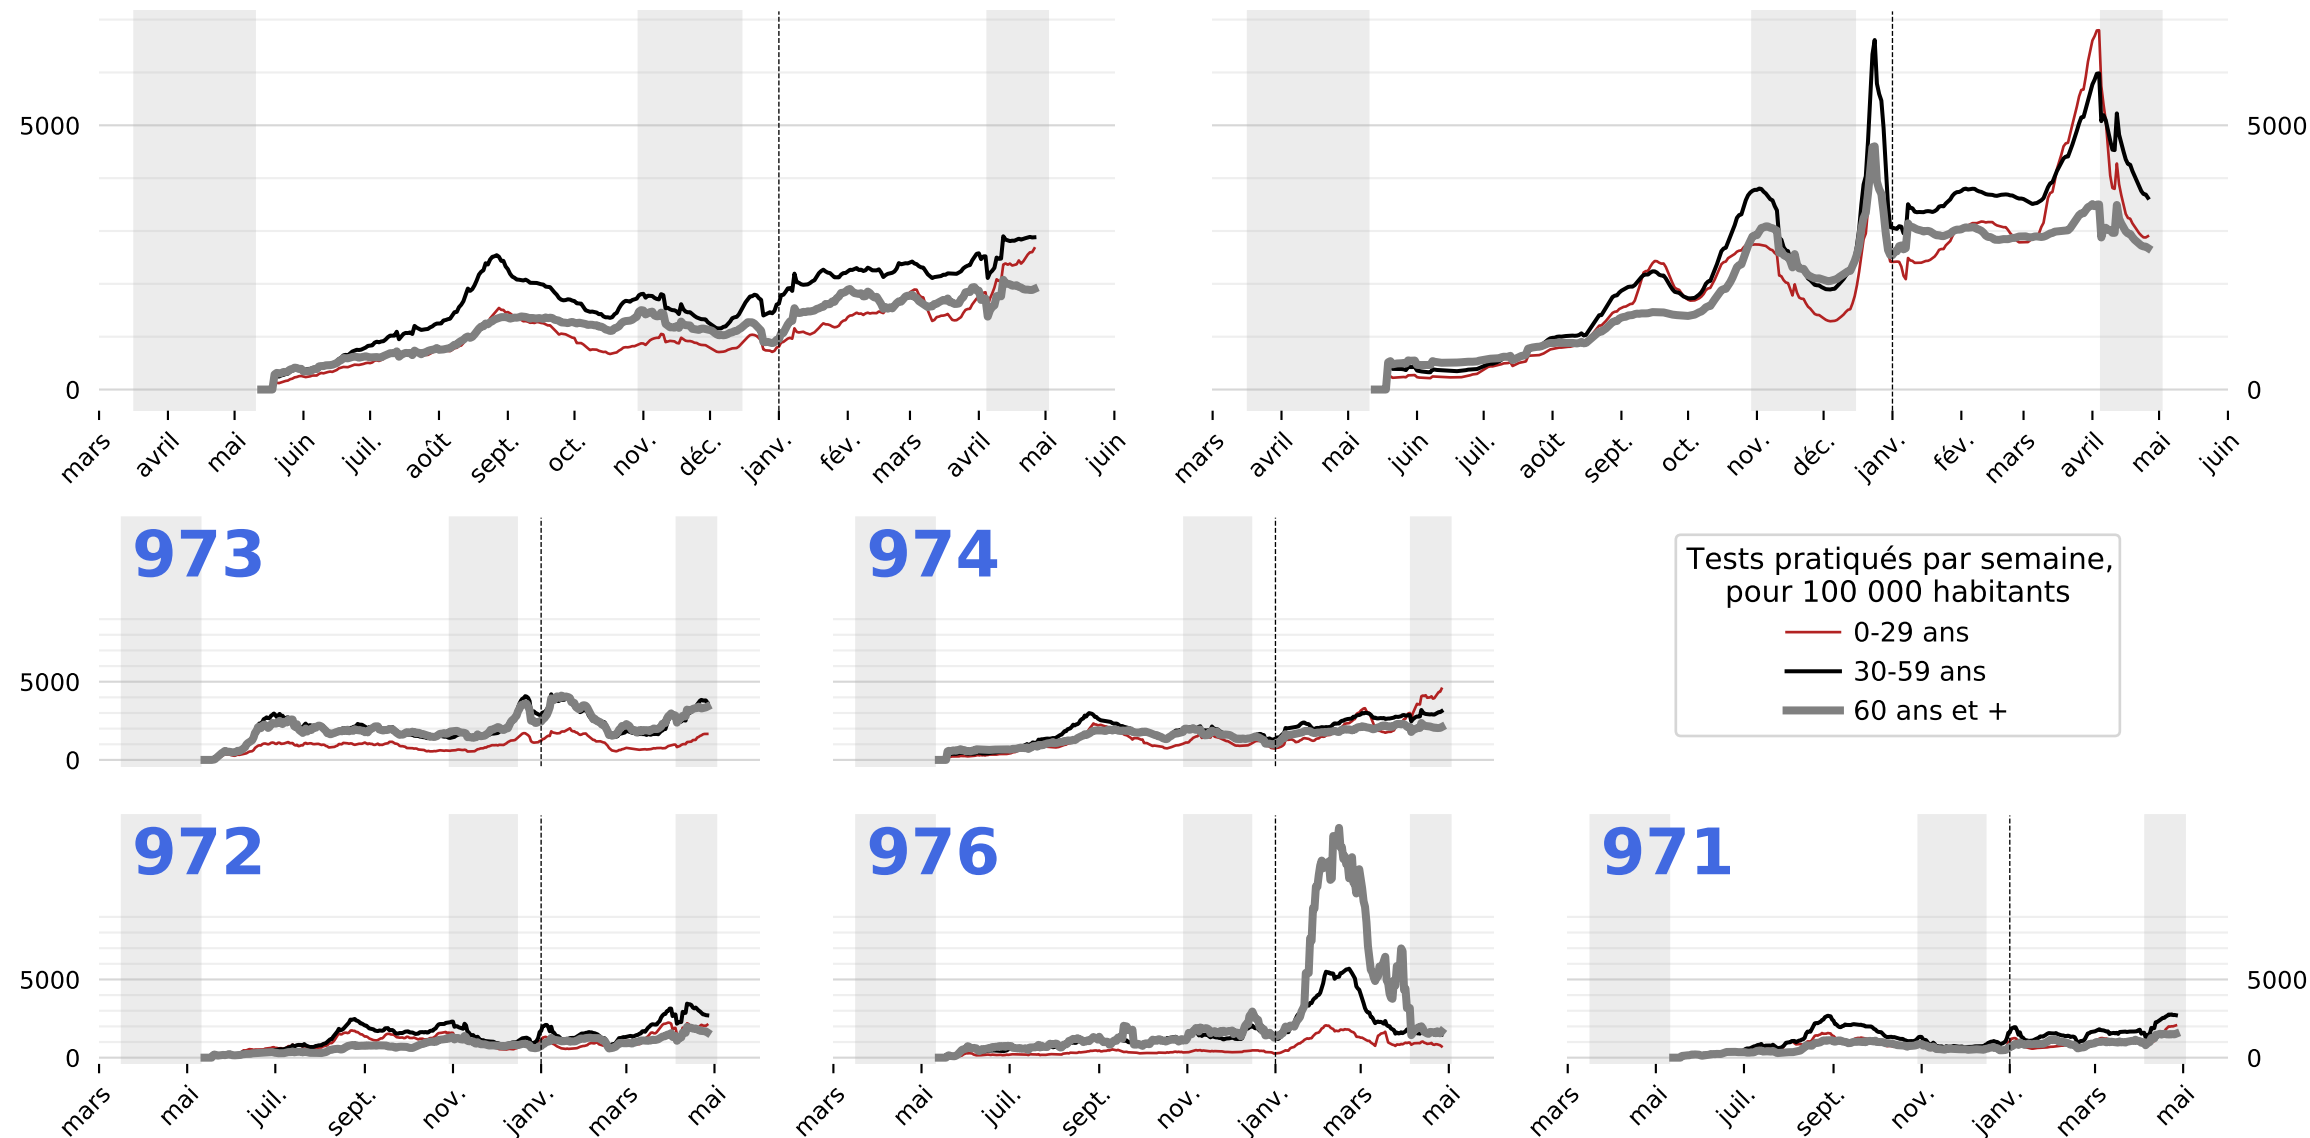 5000
0
mars avril mai juin juil. août sept. oct. nov. déc. janv. fév. mars avril mai juin
5000
0
mars avril mai juin juil. août sept. oct. nov. déc. janv. fév. mars avril mai juin
973
5000
0
974
Tests pratiqués par semaine,
pour 100 000 habitants
0-29 ans
30-59 ans
60 ans et +
972
5000
0
mars mai juil. sept. nov. janv. mars mai
976
mars mai juil. sept. nov. janv. mars mai
971
5000
0
mars mai juil. sept. nov. janv. mars mai